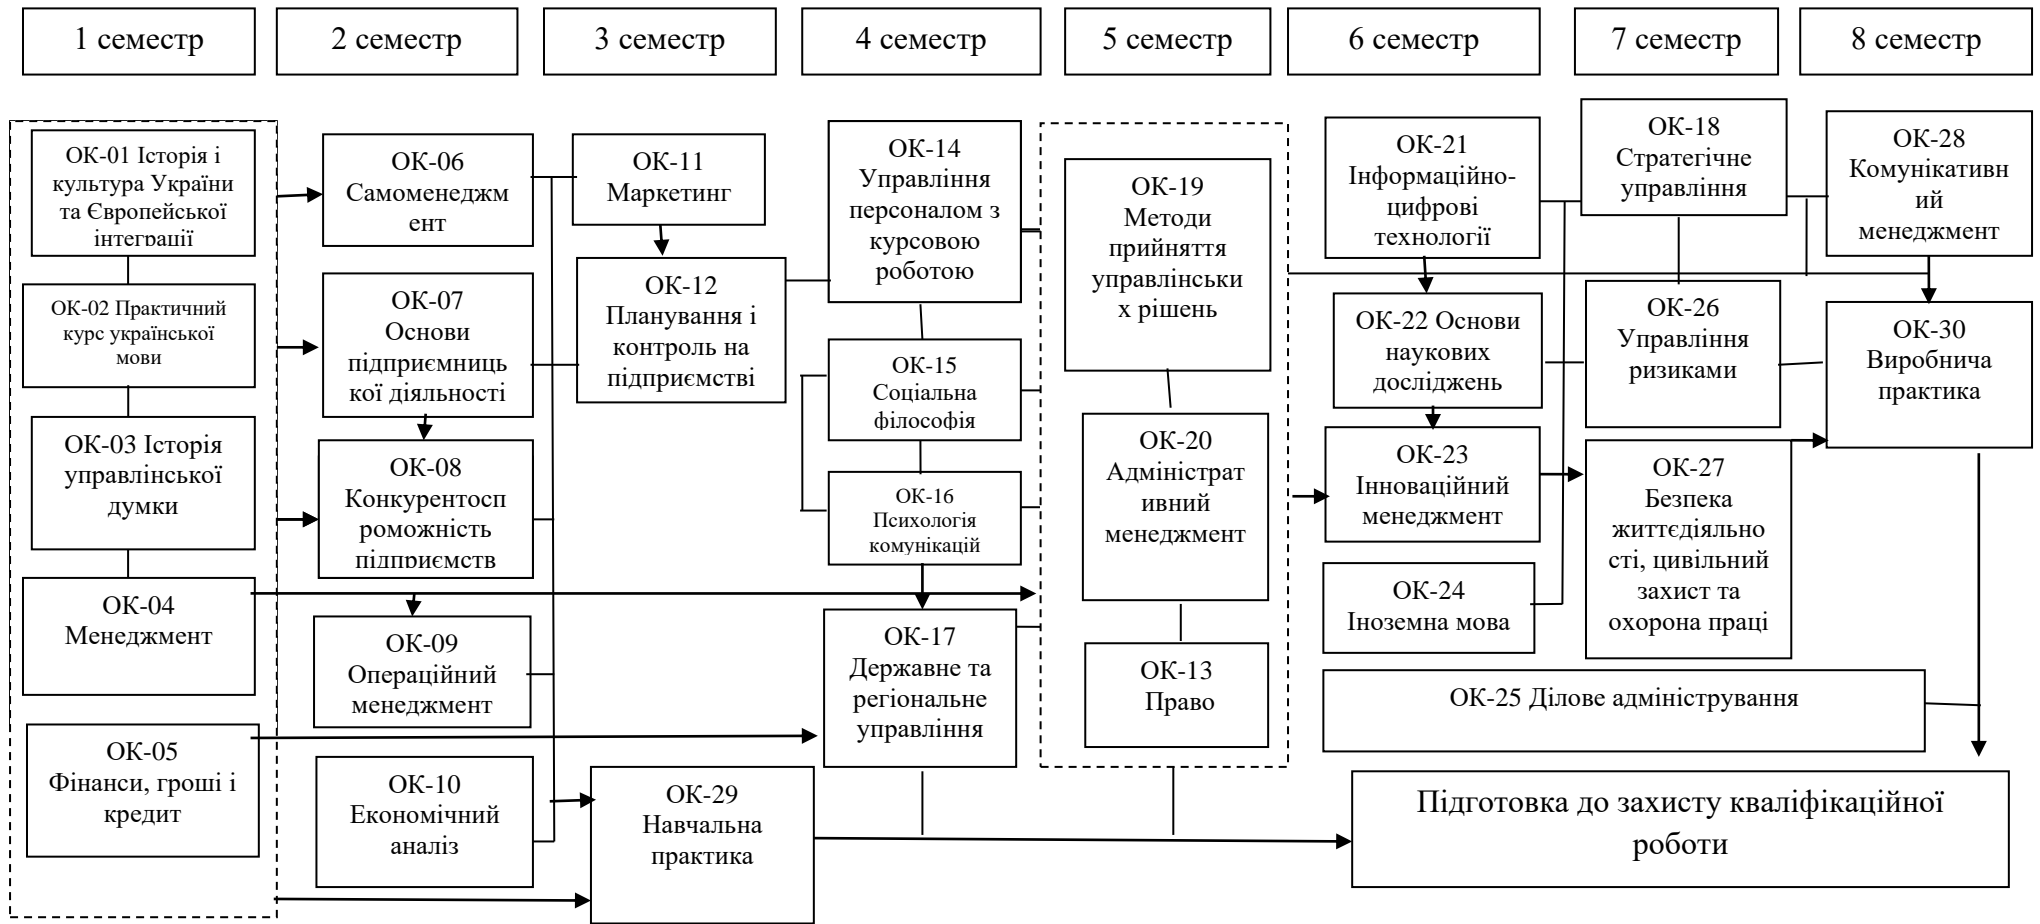 1 семестр
2 семестр
3 семестр
4 семестр
5 семестр
6 семестр
7 семестр
8 семестр
ОК-01 Історія і
культура України
та Європейської
інтеграції
ОК-02 Практичний
курс української
мови
ОК-03 Історія
управлінської
думки
ОК-04
Менеджмент
ОК-05
Фінанси, гроші і
кредит
ОК-06
Самоменеджм
ент
ОК-07
Основи
підприємниць
кої діяльності
ОК-08
Конкурентосп
роможність
підприємств
ОК-09
Операційний
менеджмент
ОК-10
Економічний
аналіз
ОК-11
Маркетинг
ОК-12
Планування і
контроль на
підприємстві
ОК-29
Навчальна
практика
ОК-14
Управління
персоналом з
курсовою
роботою
ОК-15
Соціальна
філософія
ОК-16
Психологія
комунікацій
ОК-17
Державне та
регіональне
управління
ОК-19
Методи
прийняття
управлінськи
х рішень
ОК-20
Адміністрат
ивний
менеджмент
ОК-13
Право
ОК-21
Інформаційно-
цифрові
технології
ОК-22 Основи
наукових
досліджень
ОК-23
Інноваційний
менеджмент
ОК-24
Іноземна мова
ОК-25 Ділове адміністрування
ОК-18
Стратегічне
управління
ОК-26
Управління
ризиками
ОК-27
Безпека
життєдіяльно
сті, цивільний
захист та
охорона праці
ОК-28
Комунікативн
ий
менеджмент
ОК-30
Виробнича
практика
Підготовка до захисту кваліфікаційної
роботи